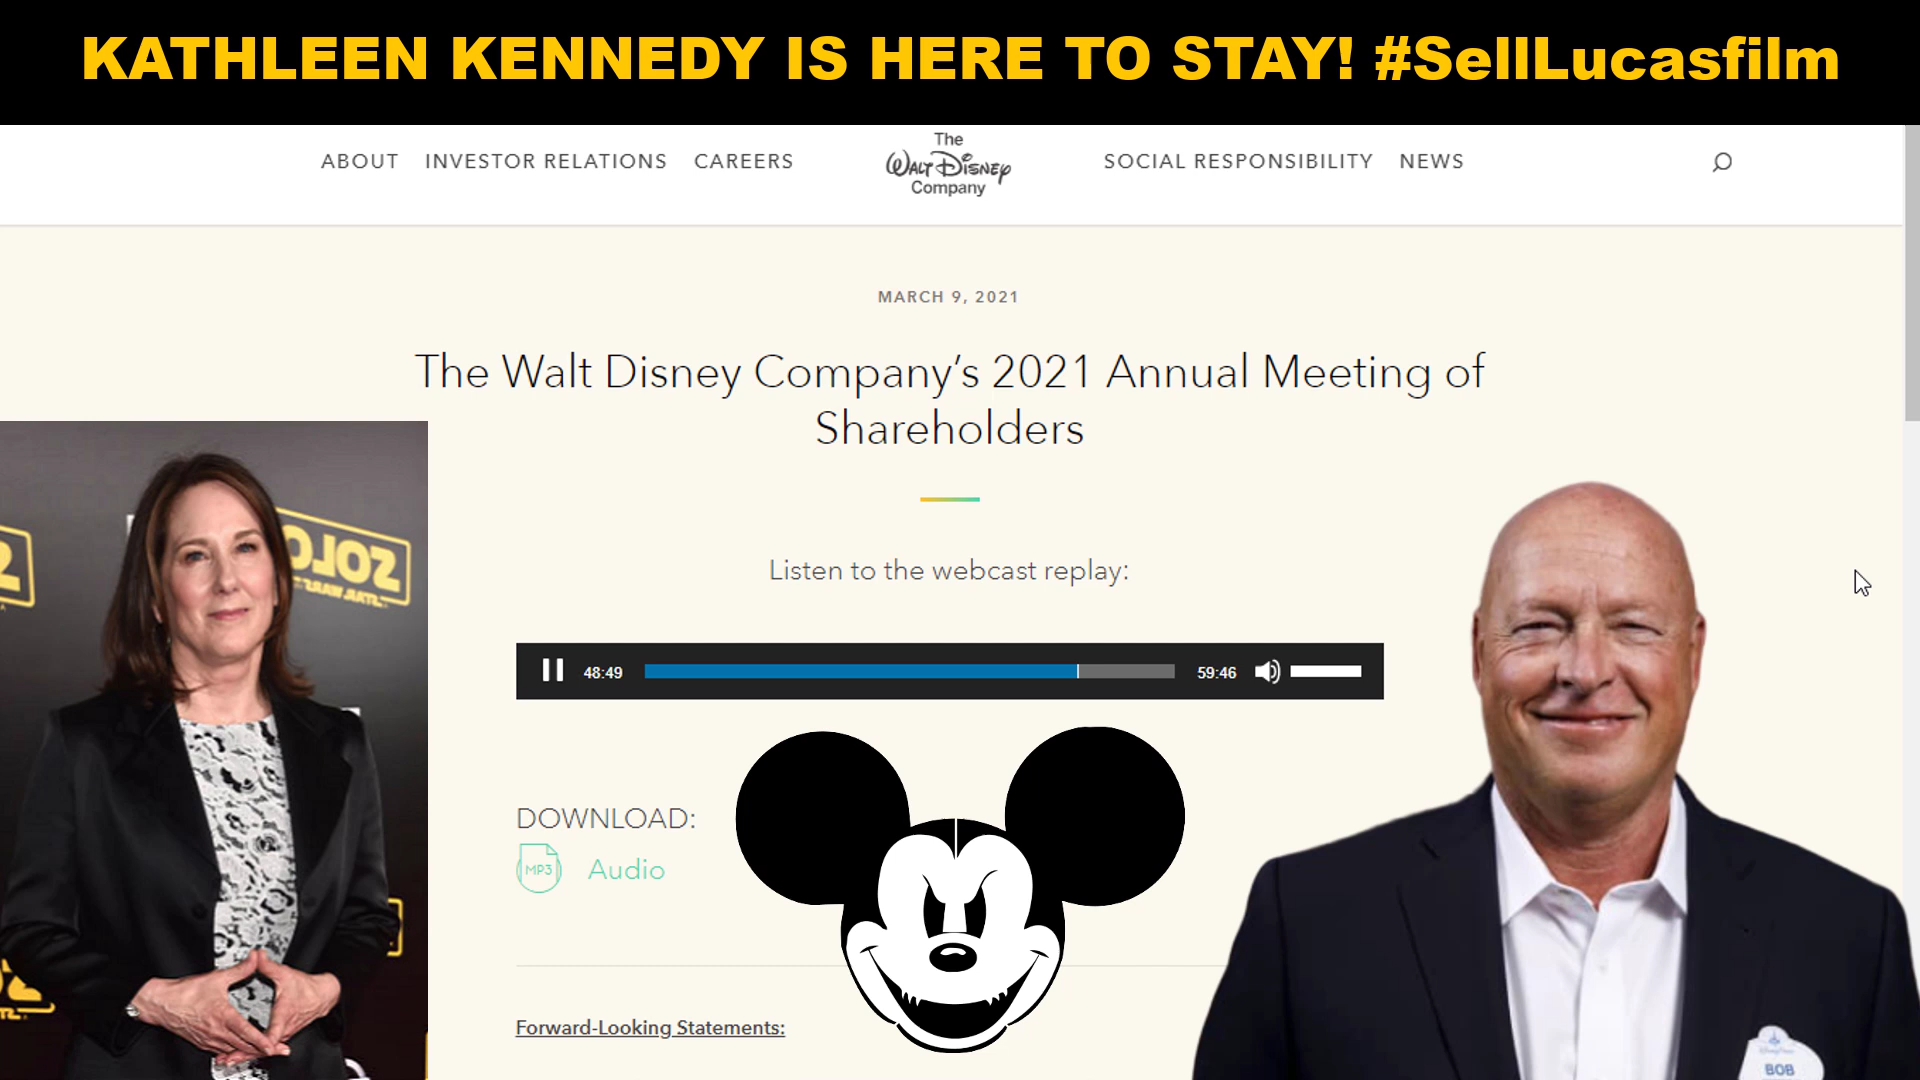 KATHLEEN KENNEDY IS HERE TO STAY! #SellLucasfilm
ABOUT INVESTOR RELATIONS CAREERS The Walt Disney Company SOCIAL RESPONSIBILITY NEWS
MARCH 9, 2021
The Walt Disney Company’s 2021 Annual Meeting of
Shareholders
SOLO
Listen to the webcast replay:
48:49 59:46
DOWNLOAD:
MP3 Audio
Forward-Looking Statements:
BOB